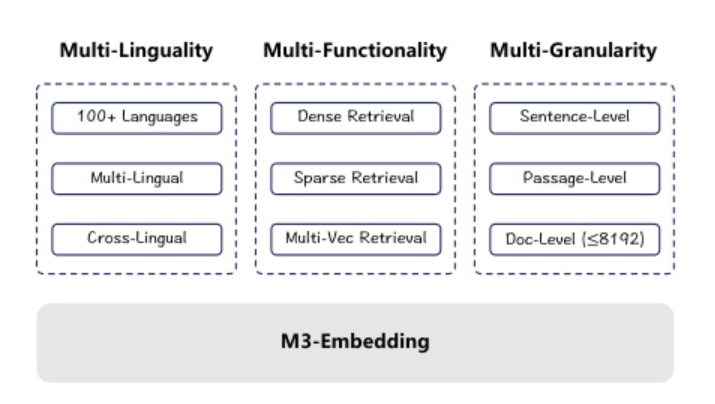 Multi-Linguality
Multi-Functionality
Multi-Granularity
100+ Languages
Multi-Lingual
Cross-Lingual
Dense Retrieval
Sparse Retrieval
Multi-Vec Retrieval
Sentence-Level
Passage-Level
Doc-Level (≤8192)
M3-Embedding